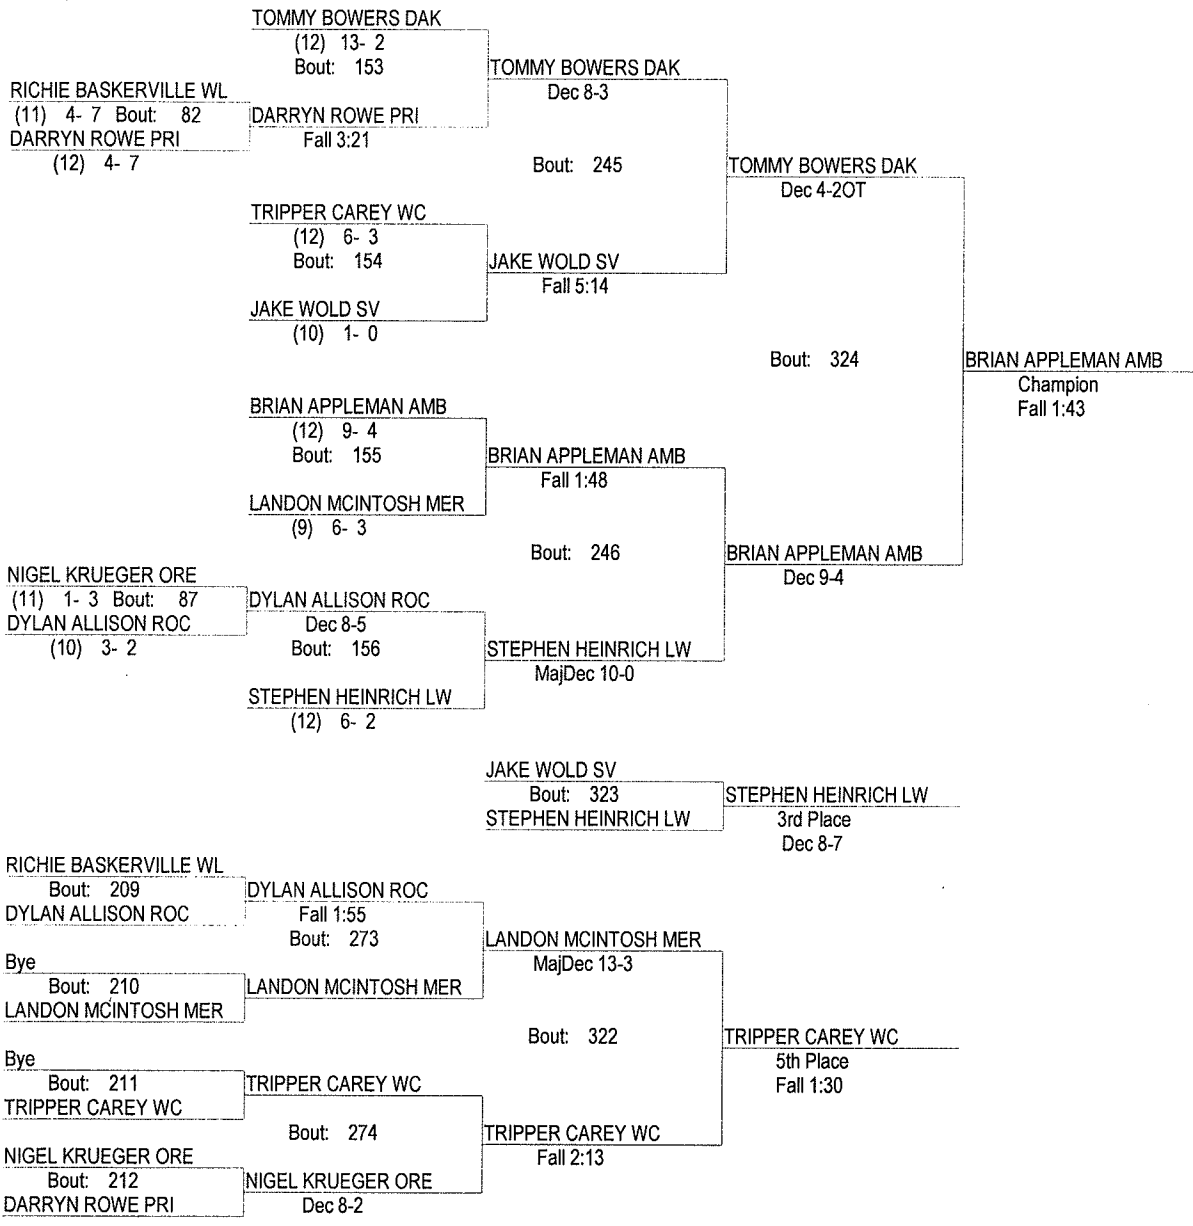 TOMMY BOWERS DAK
(12) 13- 2
Bout: 153
TOMMY BOWERS DAK
Dec 8-3
RICHIE BASKERVILLE WL
(11) 4- 7 Bout: 82
DARRYN ROWE PRI
(12) 4- 7
DARRYN ROWE PRI
Fall 3:21
Bout: 245
TOMMY BOWERS DAK
Dec 4-2OT
TRIPPER CAREY WC
(12) 6- 3
Bout: 154
JAKE WOLD SV
Fall 5:14
JAKE WOLD SV
(10) 1- 0
Bout: 324
BRIAN APPLEMAN AMB
Champion
Fall 1:43
BRIAN APPLEMAN AMB
(12) 9- 4
Bout: 155
BRIAN APPLEMAN AMB
Fall 1:48
LANDON MCINTOSH MER
(9) 6- 3
Bout: 246
BRIAN APPLEMAN AMB
Dec 9-4
NIGEL KRUEGER ORE
(11) 1- 3 Bout: 87
DYLAN ALLISON ROC
(10) 3- 2
DYLAN ALLISON ROC
Dec 8-5
Bout: 156
STEPHEN HEINRICH LW
MajDec 10-0
STEPHEN HEINRICH LW
(12) 6- 2
JAKE WOLD SV
Bout: 323
STEPHEN HEINRICH LW
STEPHEN HEINRICH LW
3rd Place
Dec 8-7
RICHIE BASKERVILLE WL
Bout: 209
DYLAN ALLISON ROC
DYLAN ALLISON ROC
Fall 1:55
Bout: 273
LANDON MCINTOSH MER
MajDec 13-3
Bye
Bout: 210
LANDON MCINTOSH MER
LANDON MCINTOSH MER
Bout: 322
TRIPPER CAREY WC
5th Place
Fall 1:30
Bye
Bout: 211
TRIPPER CAREY WC
TRIPPER CAREY WC
Bout: 274
TRIPPER CAREY WC
Fall 2:13
NIGEL KRUEGER ORE
Bout: 212
DARRYN ROWE PRI
NIGEL KRUEGER ORE
Dec 8-2